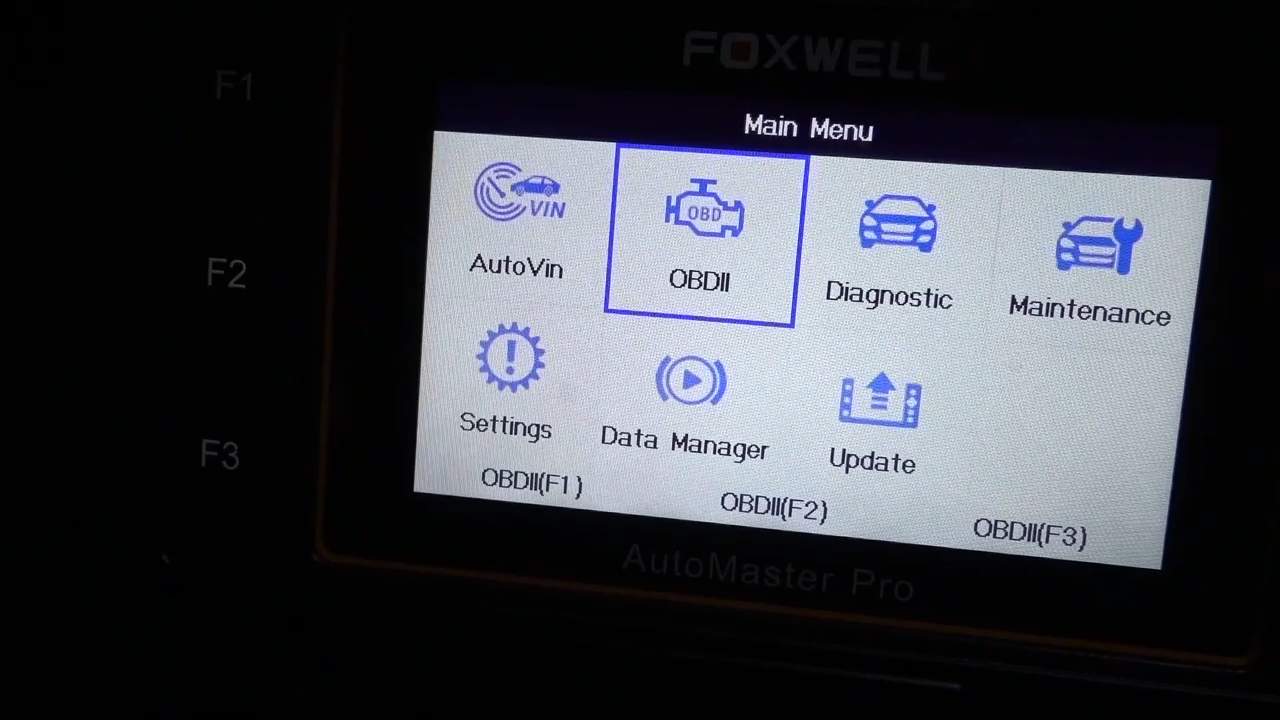 FOXWELL
F1
Main Menu
VIN
OBD
AutoVin
OBDII
Diagnostic
Maintenance
F2
Settings
Data Manager
Update
F3
OBDII(F1)
OBDII(F2)
OBDII(F3)
AutoMaster Pro